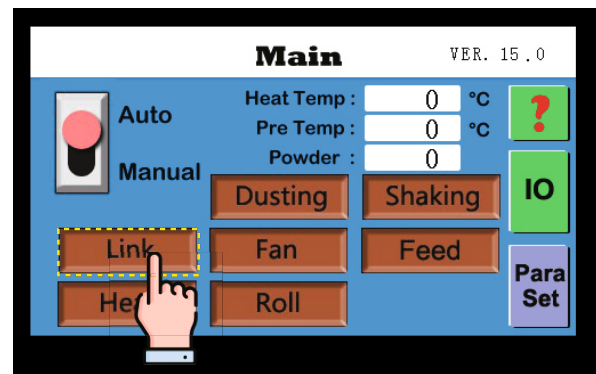 Main
VER. 15.0
Auto
Manual
Heat Temp : 0 °C
Pre Temp : 0 °C
Powder : 0
?
IO
Para
Set
Dusting
Shaking
Link
Fan
Feed
Roll